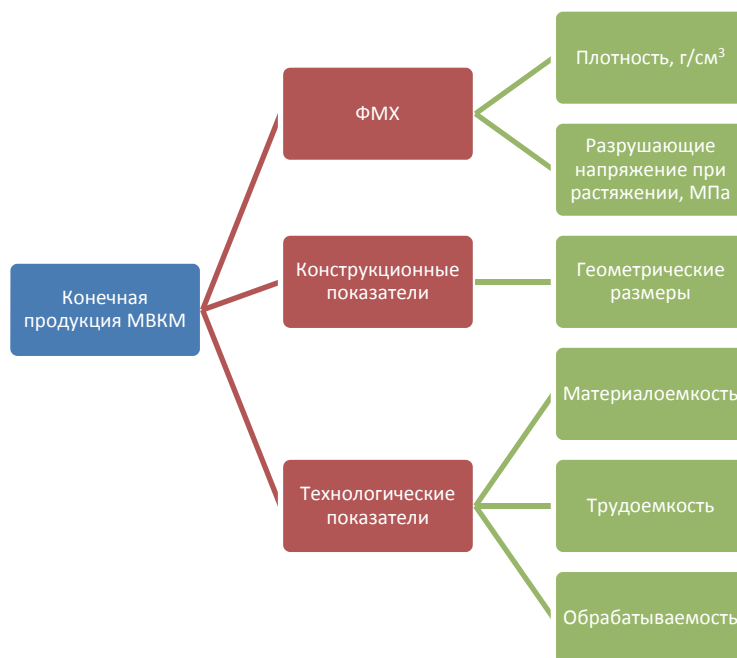 Конечная
продукция МВКМ
ФМХ
Плотность, г/см³
Разрушающие
напряжение при
растяжении, МПа
Конструкционные
показатели
Геометрические
размеры
Технологические
показатели
Материалоемкость
Трудоемкость
Обрабатываемость